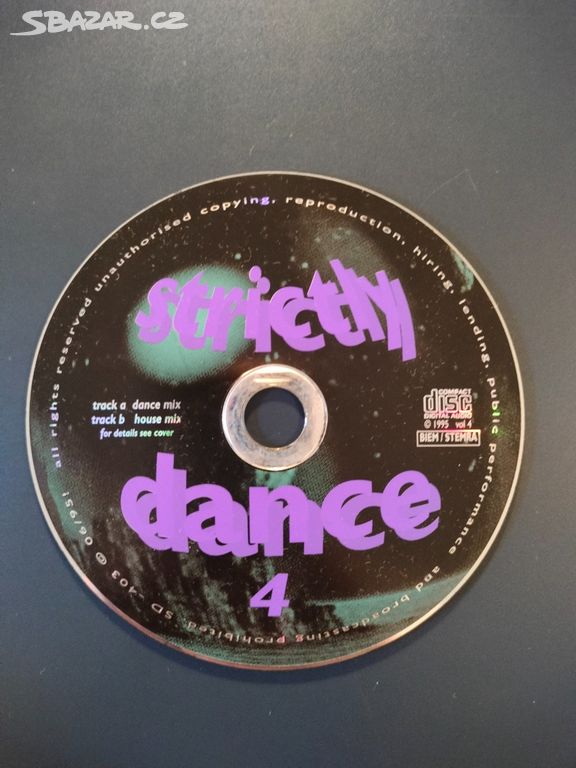 SBAZAR.CZ
all rights reserved unauthorised copying, reproduction, hiring, lending, public performance and broadcasting prohibited. SD -403 © 06/95!
strictly
track a dance mix
track b house mix
for details see cover
COMPACT
disc
DIGITAL AUDIO
© 1995 vol 4
BIEM / STEMRA
dance
4